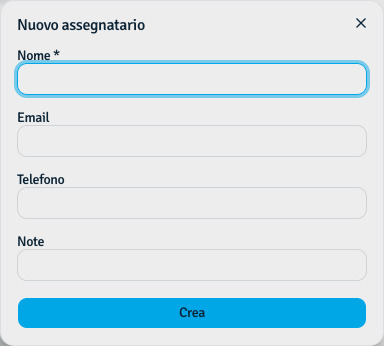 Nuovo assegnatario
Nome *
Email
Telefono
Note
Crea